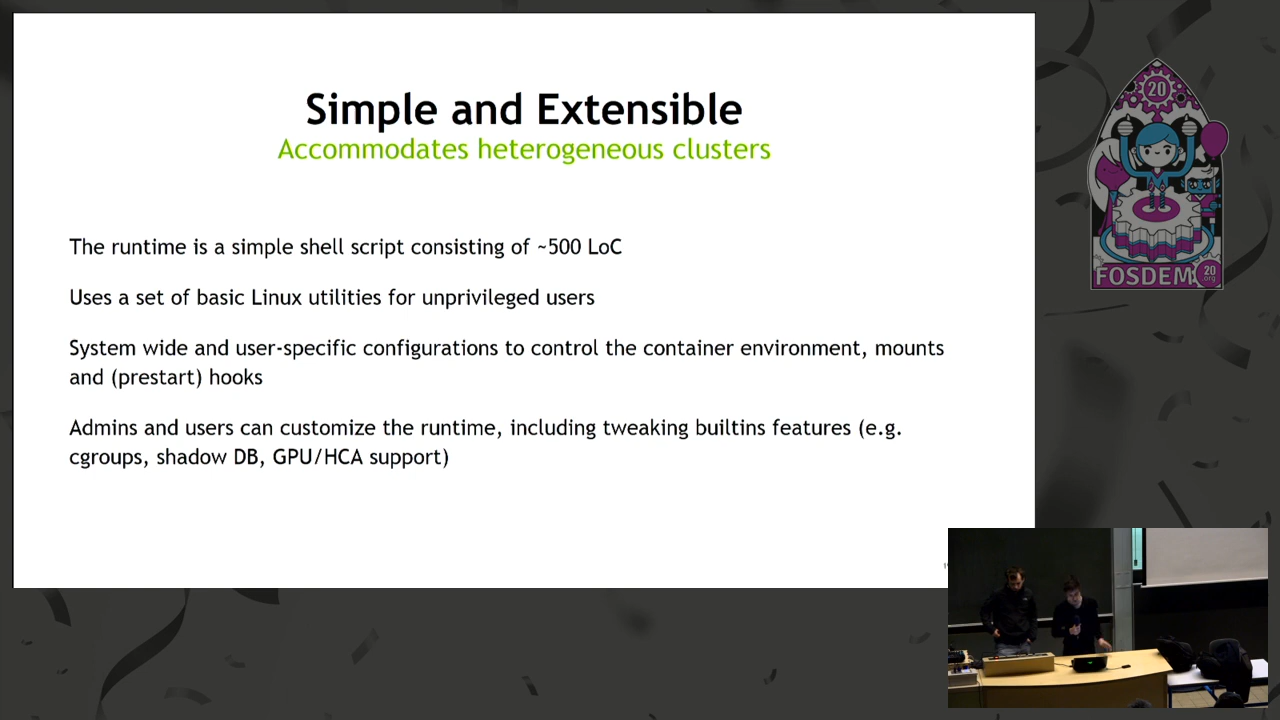 Simple and Extensible
Accommodates heterogeneous clusters
The runtime is a simple shell script consisting of ~500 LoC
Uses a set of basic Linux utilities for unprivileged users
System wide and user-specific configurations to control the container environment, mounts
and (prestart) hooks
Admins and users can customize the runtime, including tweaking builtins features (e.g.
cgroups, shadow DB, GPU/HCA support)
20
FOSDEM
20
org